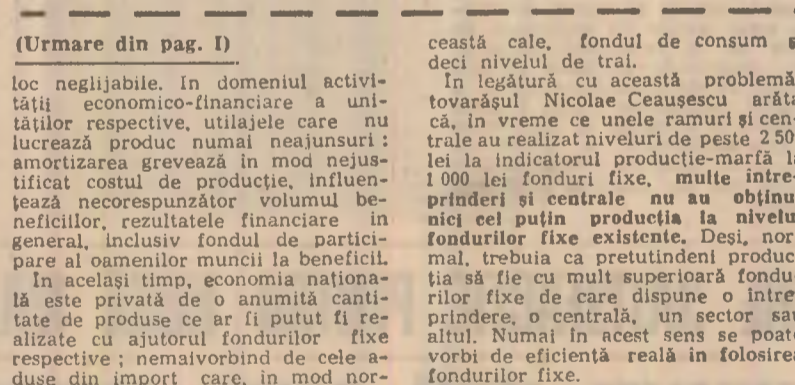 (Urmare din pag. I)
loc neglijabile. In domeniul activi-
tății economico-financiare a uni-
tăților respective, utilajele care nu
lucrează produc numai neajunsuri :
amortizarea grevează în mod nejus-
tificat costul de producție, influen-
țează necorespunzător volumul be-
neficiilor, rezultatele financiare în
general, inclusiv fondul de partici-
pare al oamenilor muncii la beneficii.
In același timp, economia naționa-
lă este privată de o anumită canti-
tate de produse ce ar fi putut fi re-
alizate cu ajutorul fondurilor fixe
respective ; nemaivorbind de cele a-
duse din import care, în mod nor-
ceastă cale, fondul de consum
deci nivelul de trai.
In legătură cu această problemă
tovarășul Nicolae Ceaușescu arăta
că, în vreme ce unele ramuri și cen-
trale au realizat niveluri de peste 2 50
lei la indicatorul producție-marfă l
1 000 lei fonduri fixe, multe între-
prinderi și centrale nu au obținu
nici cel puțin producția la nivelu
fondurilor fixe existente. Deși, nor-
mal, trebuia ca pretutindeni produc
ția să fie cu mult superioară fondu
rilor fixe de care dispune o între
prindere, o centrală, un sector sau
altul. Numai în acest sens se poate
vorbi de eficiență reală în folosirea
fondurilor fixe.